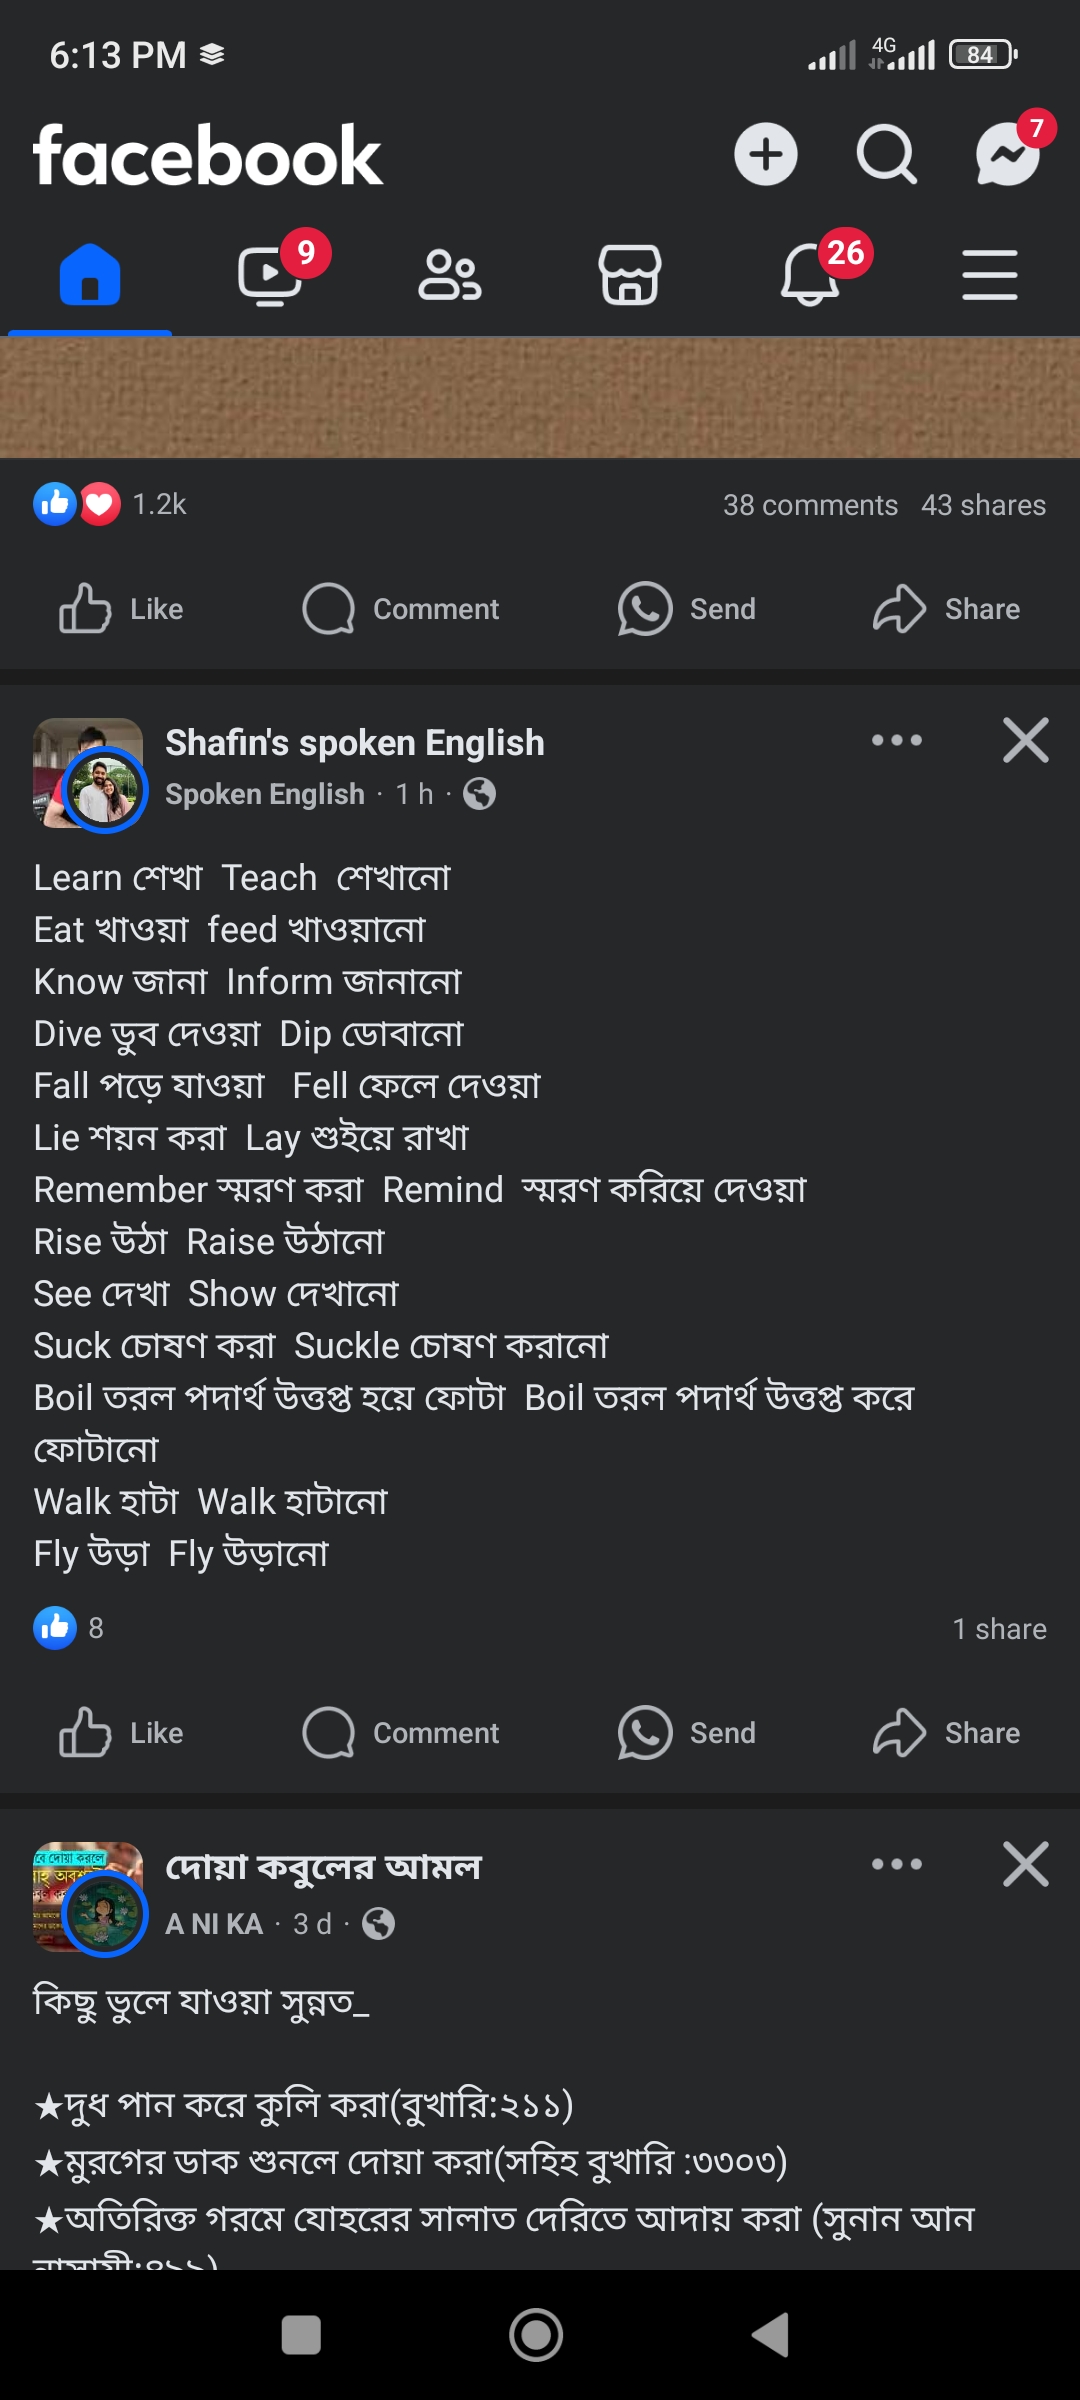 6:13 PM
4G
84
facebook
7
9
26
1.2k
38 comments 43 shares
Like Comment Send Share
Shafin's spoken English
Spoken English · 1 h ·
Learn শেখা Teach শেখানো
Eat খাওয়া feed খাওয়ানো
Know জানা Inform জানানো
Dive ডুব দেওয়া Dip ডোবানো
Fall পড়ে যাওয়া Fell ফেলে দেওয়া
Lie শয়ন করা Lay শুইয়ে রাখা
Remember স্মরণ করা Remind স্মরণ করিয়ে দেওয়া
Rise উঠা Raise উঠানো
See দেখা Show দেখানো
Suck চোষণ করা Suckle চোষণ করানো
Boil তরল পদার্থ উত্তপ্ত হয়ে ফোটা Boil তরল পদার্থ উত্তপ্ত করে
ফোটানো
Walk হাটা Walk হাটানো
Fly উড়া Fly উড়ানো
8
1 share
Like Comment Send Share
দোয়া কবুলের আমল
A NI KA · 3 d ·
কিছু ভুলে যাওয়া সুন্নত_
★দুধ পান করে কুলি করা(বুখারি:২১১)
★মুরগের ডাক শুনলে দোয়া করা(সহিহ বুখারি :৩৩০৩)
★অতিরিক্ত গরমে যোহরের সালাত দেরিতে আদায় করা (সুনান আন